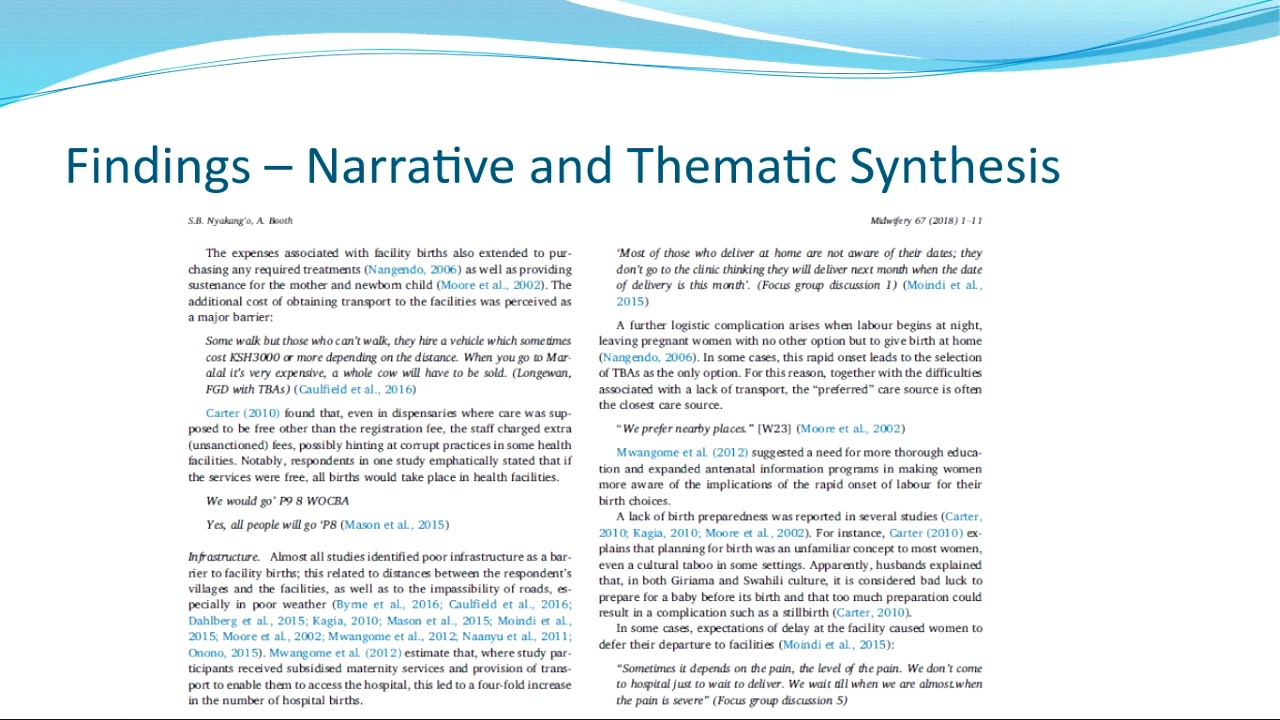 Findings – Narrative and Thematic Synthesis
S.B. Nyakang'o, A. Booth
Midwifery 67 (2018) 1–11
The expenses associated with facility births also extended to pur-
chasing any required treatments (Nangendo, 2006) as well as providing
sustenance for the mother and newborn child (Moore et al., 2002). The
additional cost of obtaining transport to the facilities was perceived as
a major barrier:
Some walk but those who can't walk, they hire a vehicle which sometimes
cost KSH3000 or more depending on the distance. When you go to Mar-
alal it's very expensive, a whole cow will have to be sold. (Longewan,
FGD with TBAs) (Caulfield et al., 2016)
Carter (2010) found that, even in dispensaries where care was sup-
posed to be free other than the registration fee, the staff charged extra
(unsanctioned) fees, possibly hinting at corrupt practices in some health
facilities. Notably, respondents in one study emphatically stated that if
the services were free, all births would take place in health facilities.
We would go' P9 8 WOCBA
Yes, all people will go 'P8 (Mason et al., 2015)
Infrastructure. Almost all studies identified poor infrastructure as a bar-
rier to facility births; this related to distances between the respondent's
villages and the facilities, as well as to the impassibility of roads, es-
pecially in poor weather (Byrne et al., 2016; Caulfield et al., 2016;
Dahlberg et al., 2015; Kagia, 2010; Mason et al., 2015; Moindi et al.,
2015; Moore et al., 2002; Mwangome et al., 2012; Naanyu et al., 2011;
Onono, 2015). Mwangome et al. (2012) estimate that, where study par-
ticipants received subsidised maternity services and provision of trans-
port to enable them to access the hospital, this led to a four-fold increase
in the number of hospital births.
'Most of those who deliver at home are not aware of their dates; they
don't go to the clinic thinking they will deliver next month when the date
of delivery is this month'. (Focus group discussion 1) (Moindi et al.,
2015)
A further logistic complication arises when labour begins at night,
leaving pregnant women with no other option but to give birth at home
(Nangendo, 2006). In some cases, this rapid onset leads to the selection
of TBAs as the only option. For this reason, together with the difficulties
associated with a lack of transport, the "preferred" care source is often
the closest care source.
"We prefer nearby places." [W23] (Moore et al., 2002)
Mwangome et al. (2012) suggested a need for more thorough educa-
tion and expanded antenatal information programs in making women
more aware of the implications of the rapid onset of labour for their
birth choices.
A lack of birth preparedness was reported in several studies (Carter,
2010; Kagia, 2010; Moore et al., 2002). For instance, Carter (2010) ex-
plains that planning for birth was an unfamiliar concept to most women,
even a cultural taboo in some settings. Apparently, husbands explained
that, in both Giriama and Swahili culture, it is considered bad luck to
prepare for a baby before its birth and that too much preparation could
result in a complication such as a stillbirth (Carter, 2010).
In some cases, expectations of delay at the facility caused women to
defer their departure to facilities (Moindi et al., 2015):
"Sometimes it depends on the pain, the level of the pain. We don't come
to hospital just to wait to deliver. We wait till when we are almost.when
the pain is severe" (Focus group discussion 5)